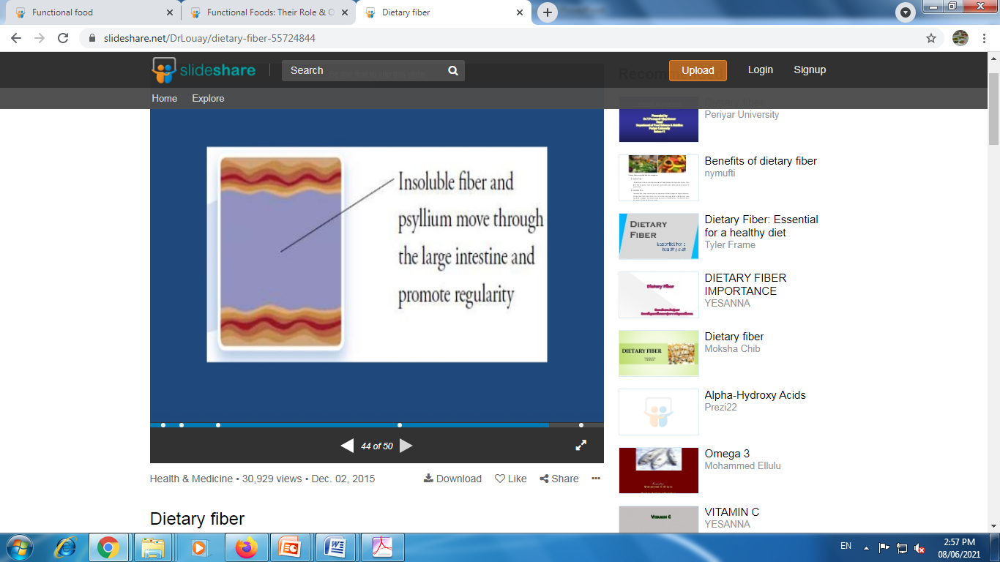 Functional food
Functional Foods: Their Role & O
Dietary fiber
slideshare.net/DrLouay/dietary-fiber-55724844
slideshare
Search
Upload
Login
Signup
Home
Explore
Insoluble fiber and
psyllium move through
the large intestine and
promote regularity
44 of 50
Health & Medicine • 30,929 views • Dec. 02, 2015
Download
Like
Share
Dietary fiber
Recommended
Dietary fiber
Periyar University
Benefits of dietary fiber
nymufti
DIETARY
FIBER
Essential for a
healthy diet
Dietary Fiber: Essential
for a healthy diet
Tyler Frame
Dietary Fiber
DIETARY FIBER
IMPORTANCE
YESANNA
DIETARY FIBER
Dietary fiber
Moksha Chib
Alpha-Hydroxy Acids
Prezi22
Omega 3
Mohammed Ellulu
VITAMIN C
VITAMIN C
YESANNA
EN
2:57 PM
08/06/2021